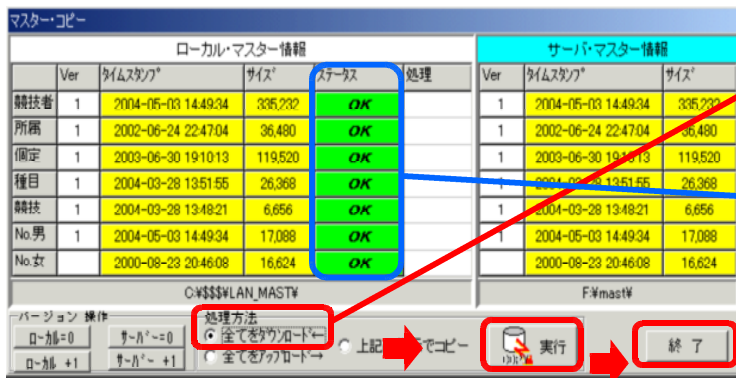 マスター・コピー
ローカル・マスター情報 サーバ・マスター情報
Ver ﾀｲﾑｽﾀﾝﾌﾟ ｻｲｽﾞ ｽﾃｰﾀｽ 処理 Ver ﾀｲﾑｽﾀﾝﾌﾟ ｻｲｽﾞ
競技者 1 2004-05-03 14:49:34 335,232 OK 1 2004-05-03 14:49:34 335,232
所属 1 2002-06-24 22:47:04 36,480 OK 1 2002-06-24 22:47:04 36,480
個定 1 2003-06-30 19:10:13 119,520 OK 1 2003-06-30 19:10:13 119,520
種目 1 2004-03-28 13:51:55 26,368 OK 1 2004-03-28 13:51:55 26,368
競技 1 2004-03-28 13:48:21 6,656 OK 1 2004-03-28 13:48:21 6,656
No.男 1 2004-05-03 14:49:34 17,088 OK 1 2004-05-03 14:49:34 17,088
No.女 2000-08-23 20:46:08 16,624 OK 2000-08-23 20:46:08 16,624
C:¥$$$¥LAN_MAST¥ F:¥mast¥
バージョン 操作 処理方法
ﾛｰｶﾙ=0 ｻｰﾊﾞｰ=0 全てをﾀﾞｳﾝﾛｰﾄﾞ← 上記 でコピー 実行 終 了
ﾛｰｶﾙ +1 ｻｰﾊﾞｰ +1 全てをｱｯﾌﾟﾛｰﾄﾞ→